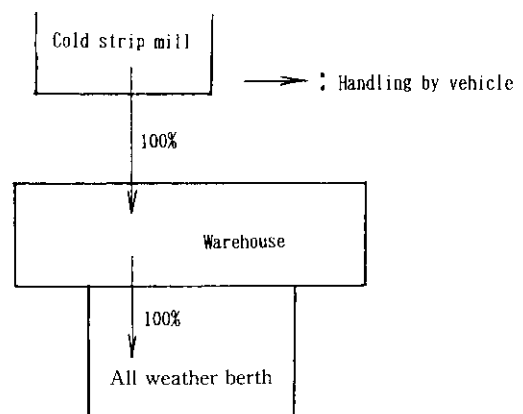 Cold strip mill
: Handling by vehicle
100%
Warehouse
100%
All weather berth